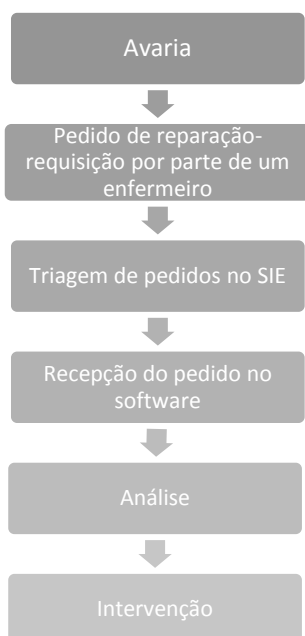 Avaria
Pedido de reparação-
requisição por parte de um
enfermeiro
Triagem de pedidos no SIE
Recepção do pedido no
software
Análise
Intervenção